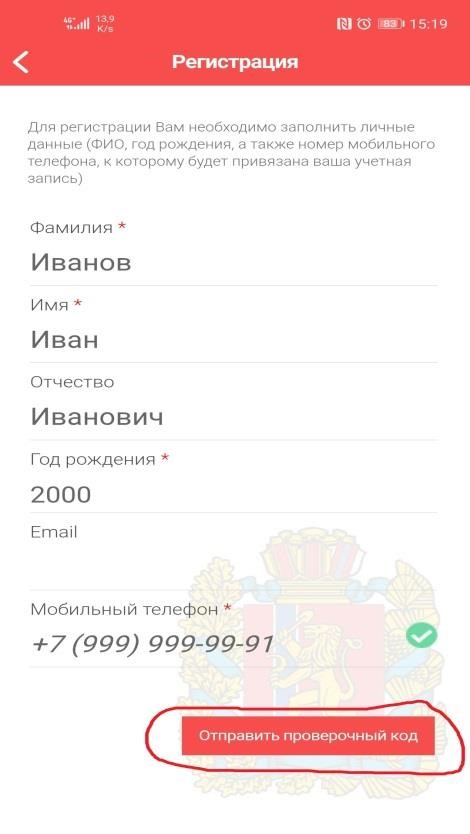 4G+ 13,9 15:19
K/s 83
Регистрация
Для регистрации Вам необходимо заполнить личные
данные (ФИО, год рождения, а также номер мобильного
телефона, к которому будет привязана ваша учетная
запись)
Фамилия *
Иванов
Имя *
Иван
Отчество
Иванович
Год рождения *
2000
Email
Мобильный телефон *
+7 (999) 999-99-91
Отправить проверочный код